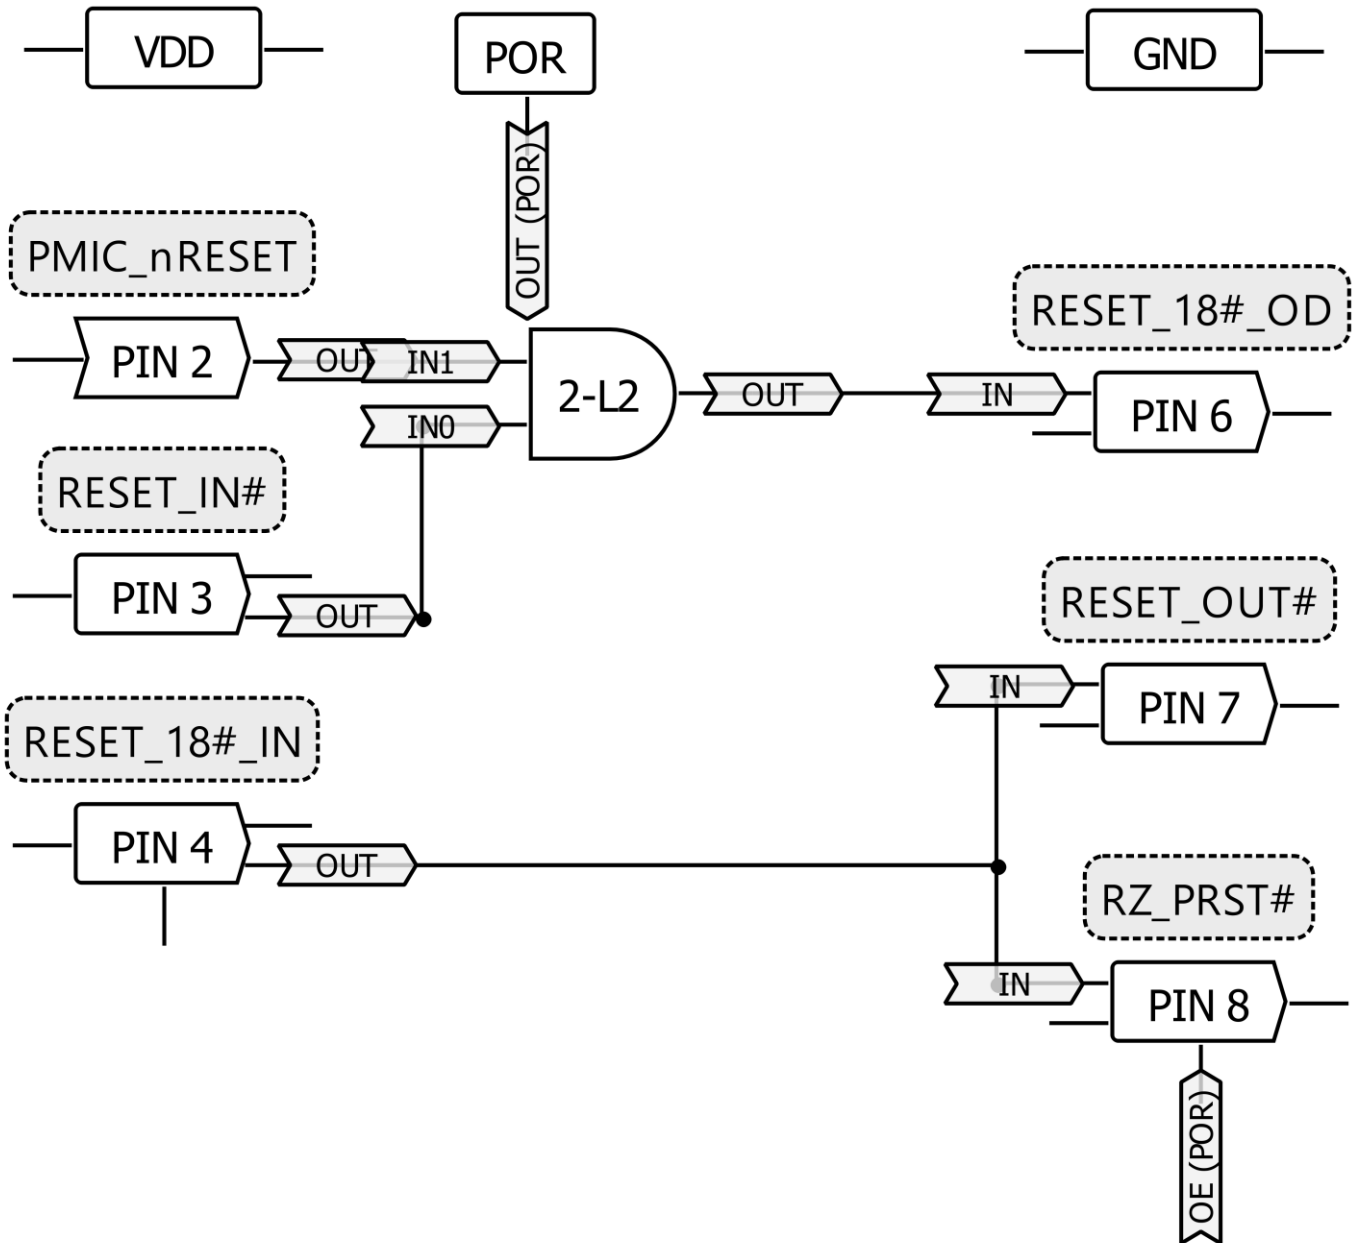 VDD
POR
GND
OUT (POR)
PMIC_nRESET
RESET_18#_OD
PIN 2
OUT
IN1
2-L2
OUT
IN
PIN 6
IN0
RESET_IN#
PIN 3
OUT
RESET_OUT#
IN
PIN 7
RESET_18#_IN
PIN 4
OUT
RZ_PRST#
IN
PIN 8
OE (POR)